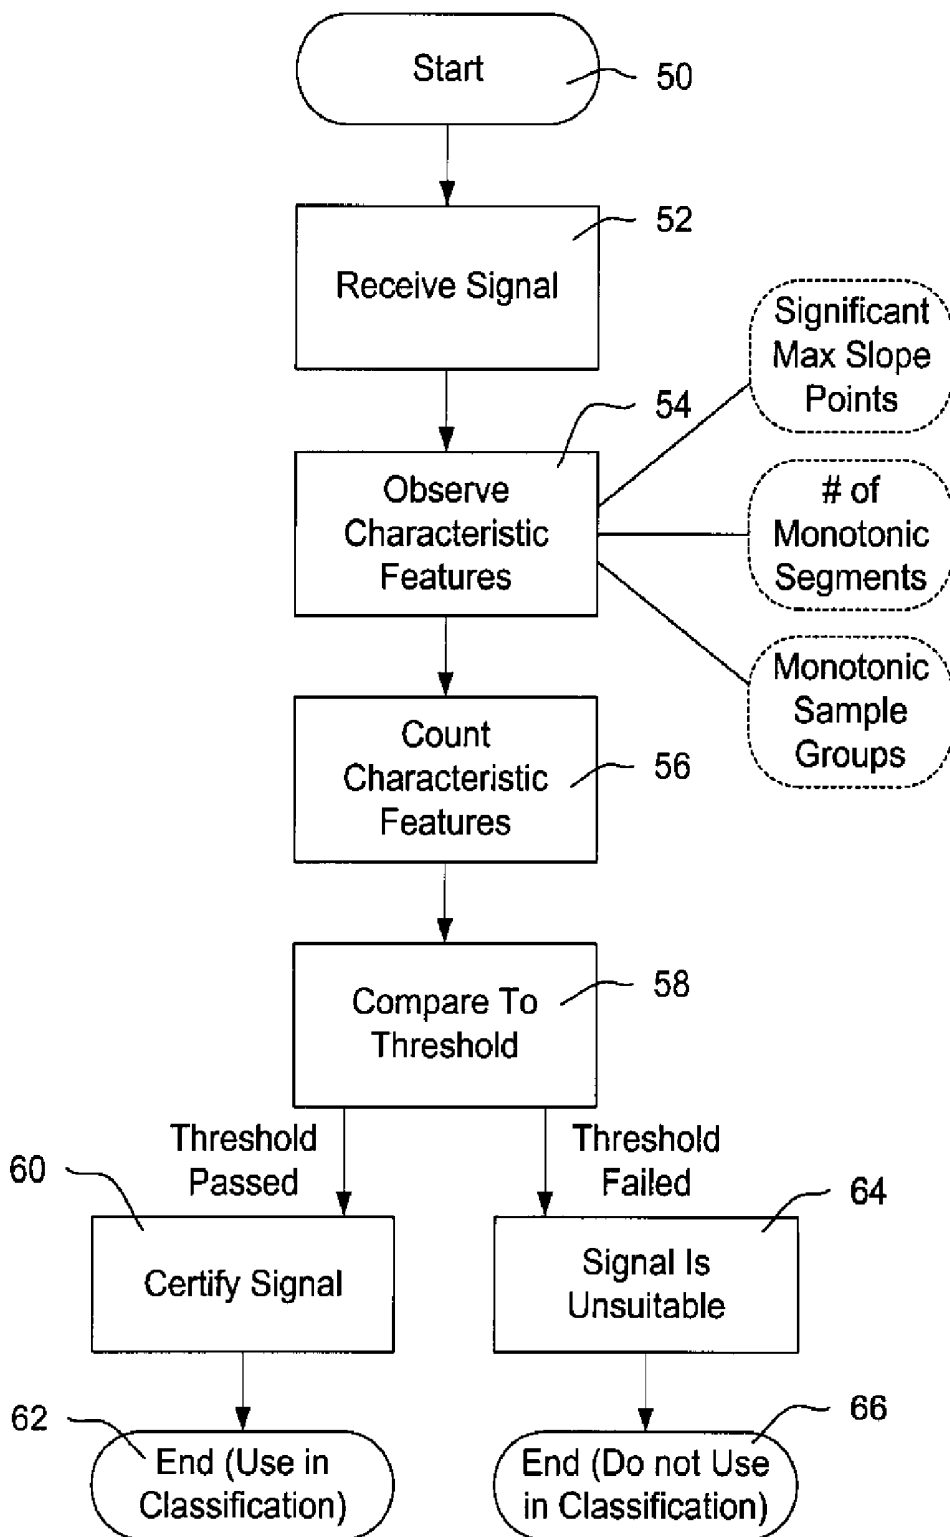 Start
50
52
Receive Signal
Significant
Max Slope
Points
54
Observe
Characteristic
Features
# of
Monotonic
Segments
Monotonic
Sample
Groups
Count
Characteristic
Features
56
Compare To
Threshold
58
Threshold
Passed
Threshold
Failed
60
64
Certify Signal
Signal Is
Unsuitable
62
66
End (Use in
Classification)
End (Do not Use
in Classification)